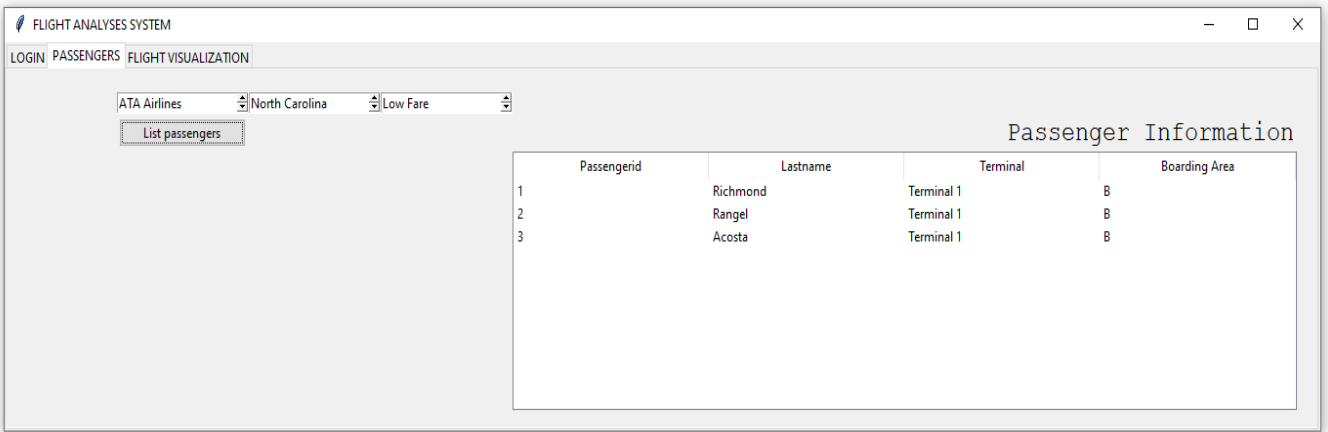 FLIGHT ANALYSES SYSTEM
LOGIN PASSENGERS FLIGHT VISUALIZATION
ATA Airlines North Carolina Low Fare
List passengers
Passenger Information
Passengerid Lastname Terminal Boarding Area
1 Richmond Terminal 1 B
2 Rangel Terminal 1 B
3 Acosta Terminal 1 B